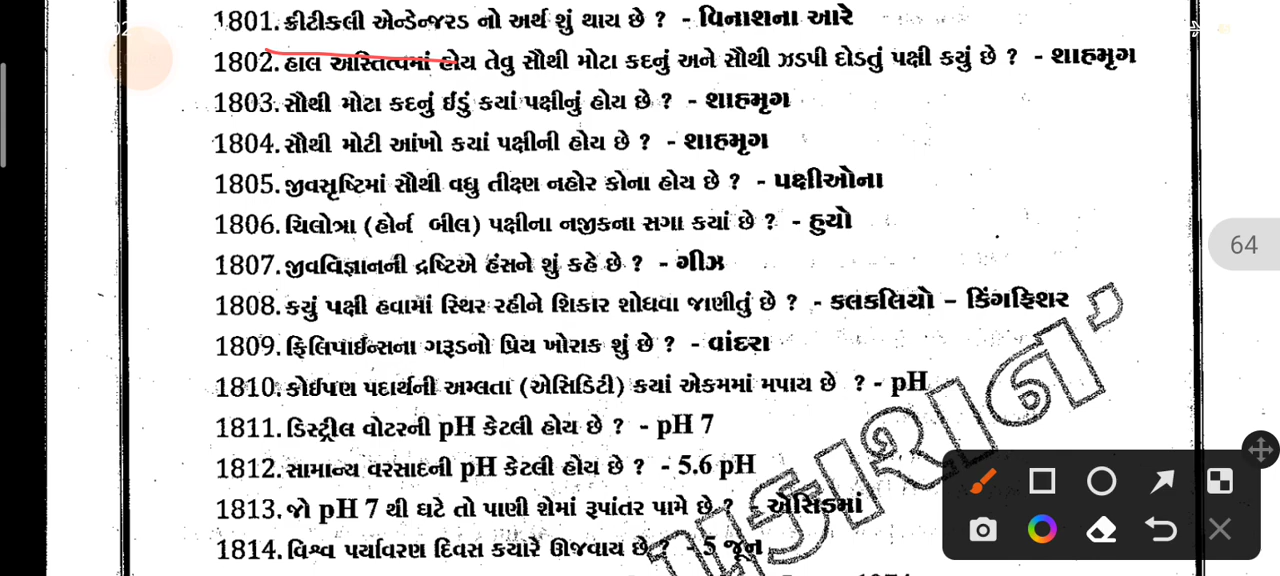 1801. ક્રીટીકલી એન્ડેન્જરડ નો અર્થ શું થાય છે ? - વિનાશના આરે
1802. હાલ અસ્તિત્વમાં હોય તેવુ સૌથી મોટા કદનું અને સૌથી ઝડપી દોડતું પક્ષી કયું છે ? - શાહમૃગ
1803. સૌથી મોટા કદનું ઈડું કયાં પક્ષીનું હોય છે ? - શાહમૃગ
1804. સૌથી મોટી આંખો કયાં પક્ષીની હોય છે ? - શાહમૃગ
1805. જીવસૃષ્ટિમાં સૌથી વધુ તીક્ષ્ણ નહોર કોના હોય છે ? - પક્ષીઓના
1806. ચિલોત્રા (હોર્ન બીલ) પક્ષીના નજીકના સગા કયાં છે ? - હુયો
1807. જીવવિજ્ઞાનની દ્રષ્ટિએ હંસને શું કહે છે ? - ગીઝ
1808. કયું પક્ષી હવામાં સ્થિર રહીને શિકાર શોધવા જાણીતું છે ? - કલકલિયો – કિંગફિશર
1809. ફિલિપાઈન્સના ગરૂડનો પ્રિય ખોરાક શું છે ? - વાંદરા
1810. કોઈપણ પદાર્થની અમ્લતા (એસિડિટી) કયાં એકમમાં મપાય છે ? - pH
1811. ડિસ્ટ્રીલ વોટરની pH કેટલી હોય છે ? - pH 7
1812. સામાન્ય વરસાદની pH કેટલી હોય છે ? - 5.6 pH
1813. જો pH 7 થી ઘટે તો પાણી શેમાં રૂપાંતર પામે છે ? - એસિડમાં
1814. વિશ્વ પર્યાવરણ દિવસ કયારે ઊજવાય છે ? - 5 જૂન
પ્રકાશન
64